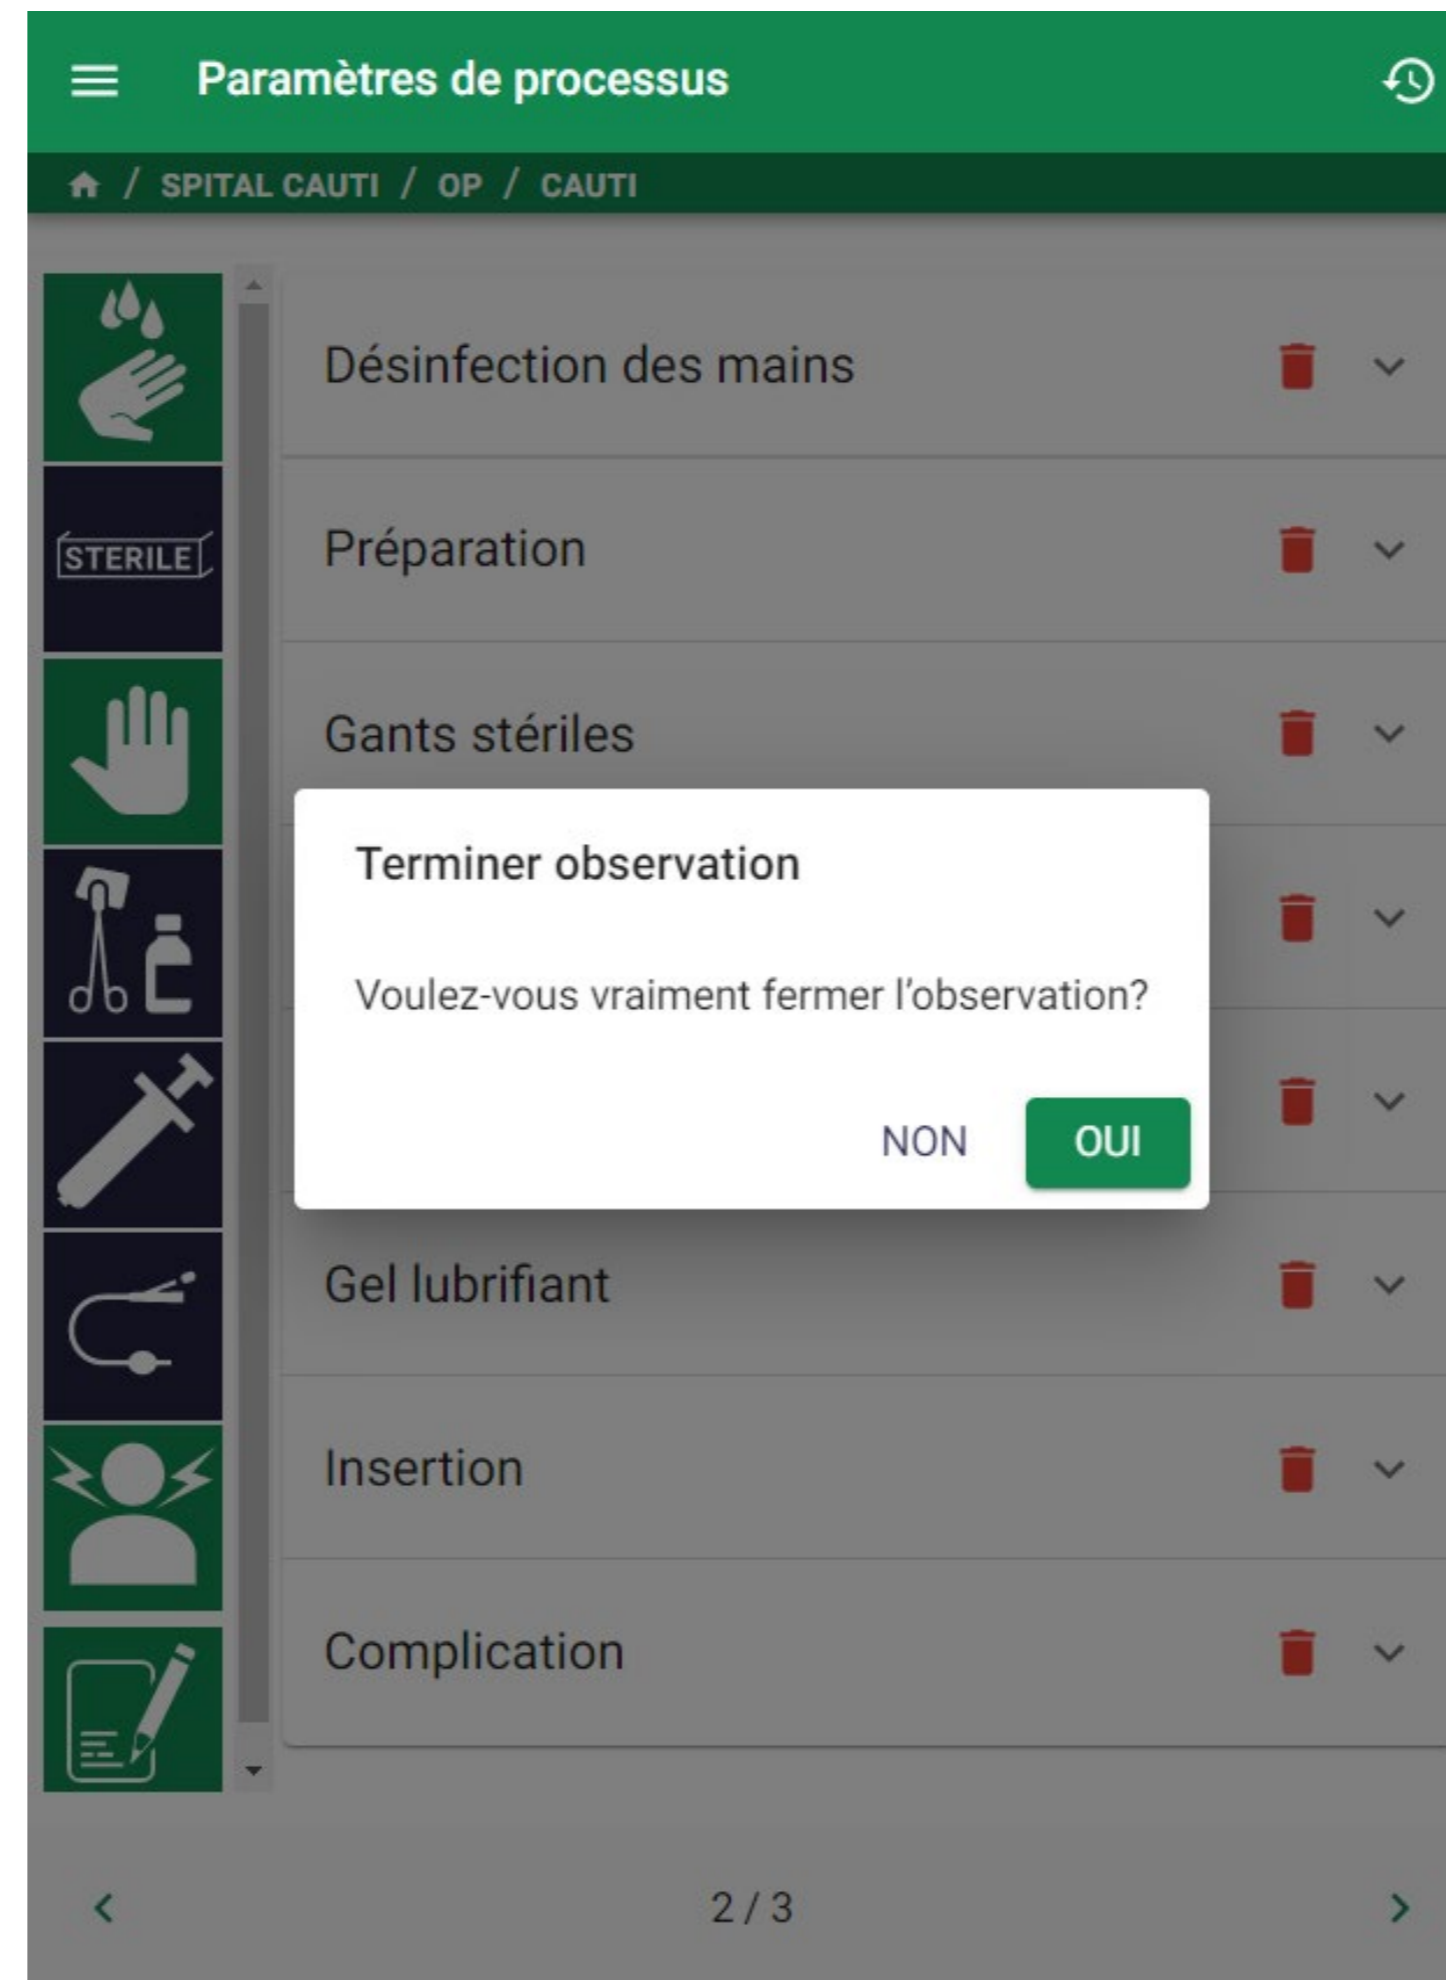 Paramètres de processus
/ SPITAL CAUTI / OP / CAUTI
Désinfection des mains
STERILE
Préparation
Gants stériles
Terminer observation
Voulez-vous vraiment fermer l’observation?
NON
OUI
Gel lubrifiant
Insertion
Complication
2 / 3